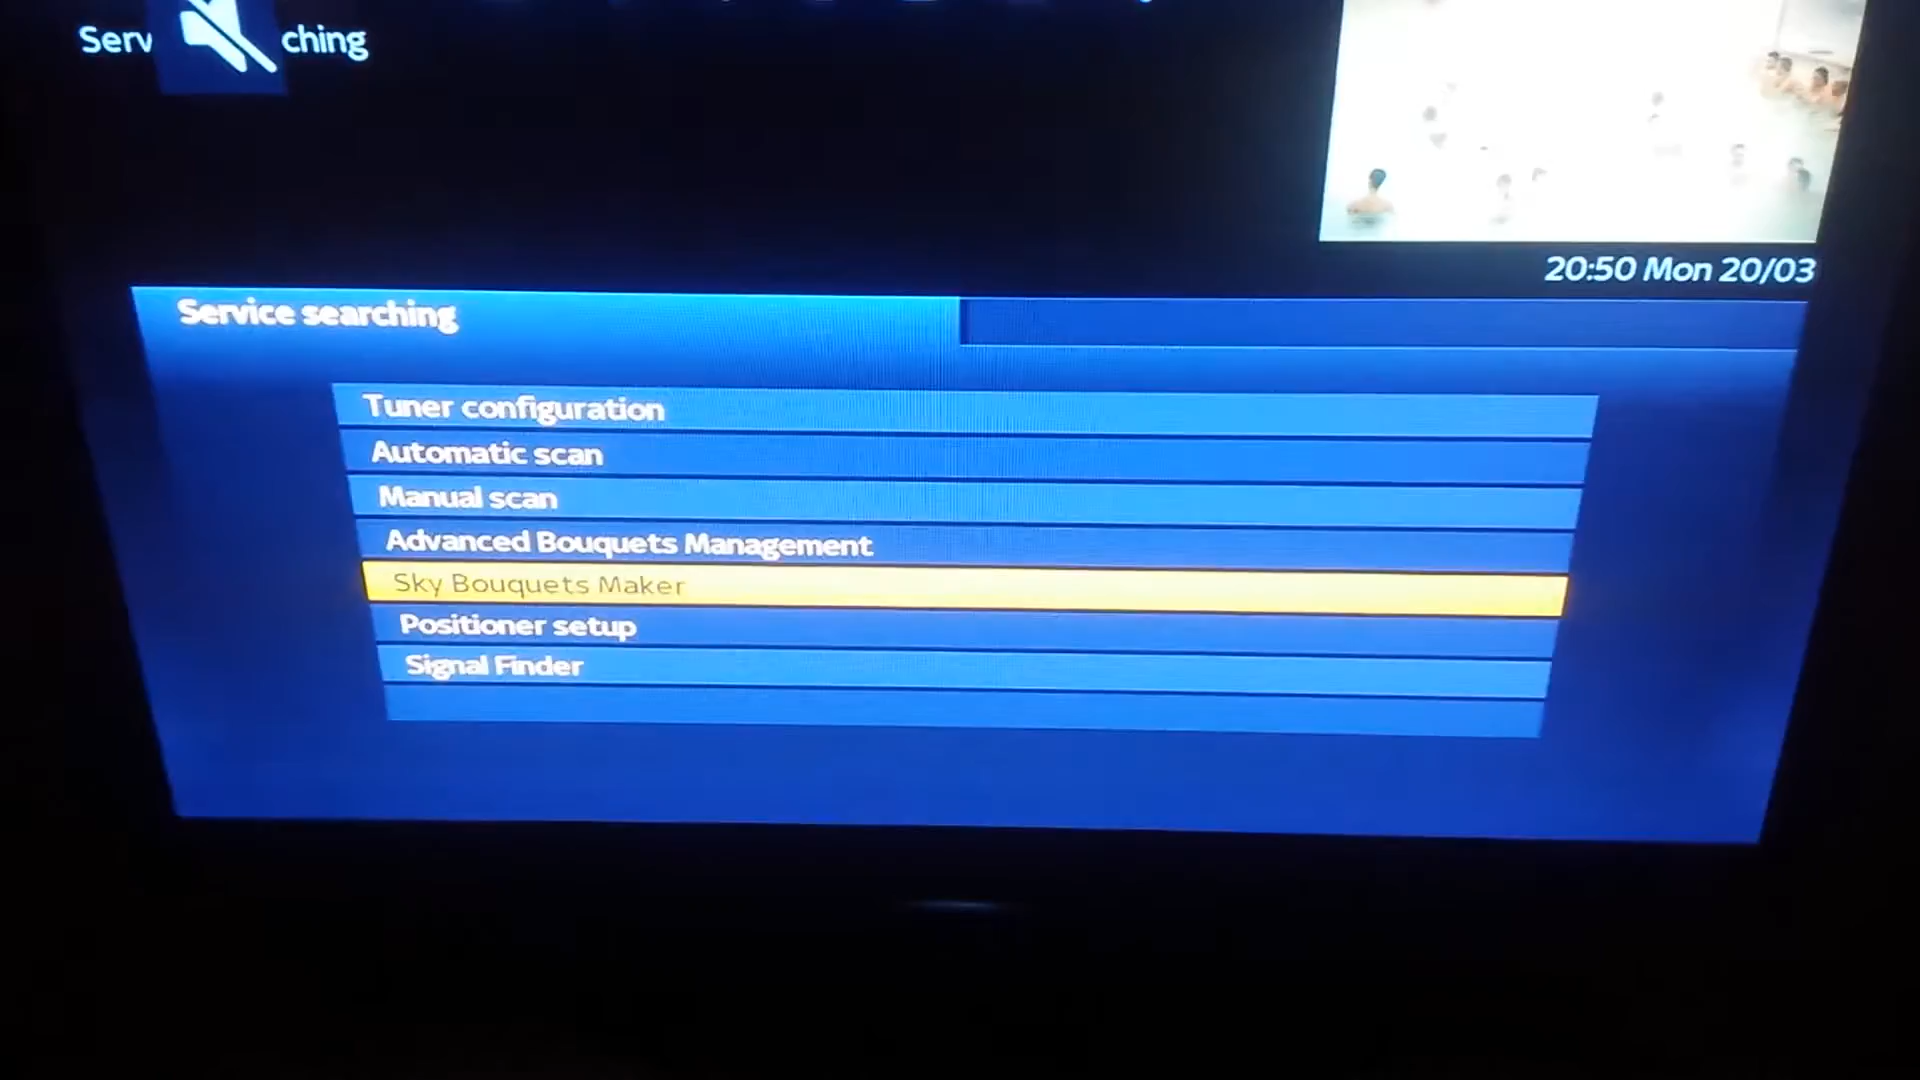 Serv ching
20:50 Mon 20/03
Service searching
Tuner configuration
Automatic scan
Manual scan
Advanced Bouquets Management
Sky Bouquets Maker
Positioner setup
Signal Finder